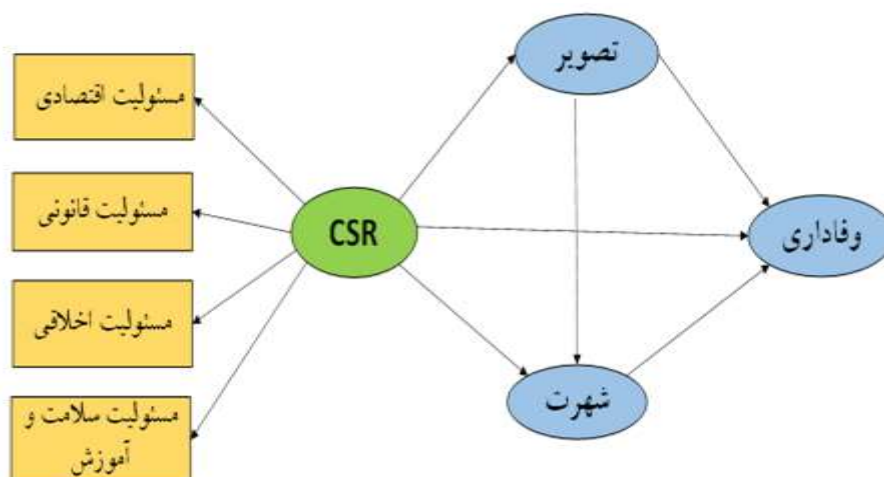 تصویر
مسئولیت اقتصادی
مسئولیت قانونی
CSR
وفاداری
مسئولیت اخلاقی
شهرت
مسئولیت سلامت و
آموزش